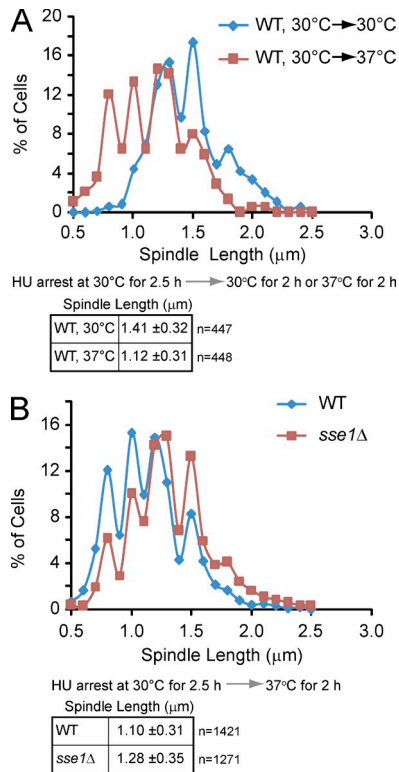 A
20
WT, 30°C→30°C
WT, 30°C→37°C
16
12
8
4
0
% of Cells
0.5 1.0 1.5 2.0 2.5 3.0
Spindle Length (μm)
HU arrest at 30°C for 2.5 h → 30°C for 2 h or 37°C for 2 h
Spindle Length (μm)
WT, 30°C 1.41 ±0.32 n=447
WT, 37°C 1.12 ±0.31 n=448
B
WT
sse1Δ
16
12
8
4
0
% of Cells
0.5 1.0 1.5 2.0 2.5 3.0
Spindle Length (μm)
HU arrest at 30°C for 2.5 h → 37°C for 2 h
Spindle Length (μm)
WT 1.10 ±0.31 n=1421
sse1Δ 1.28 ±0.35 n=1271